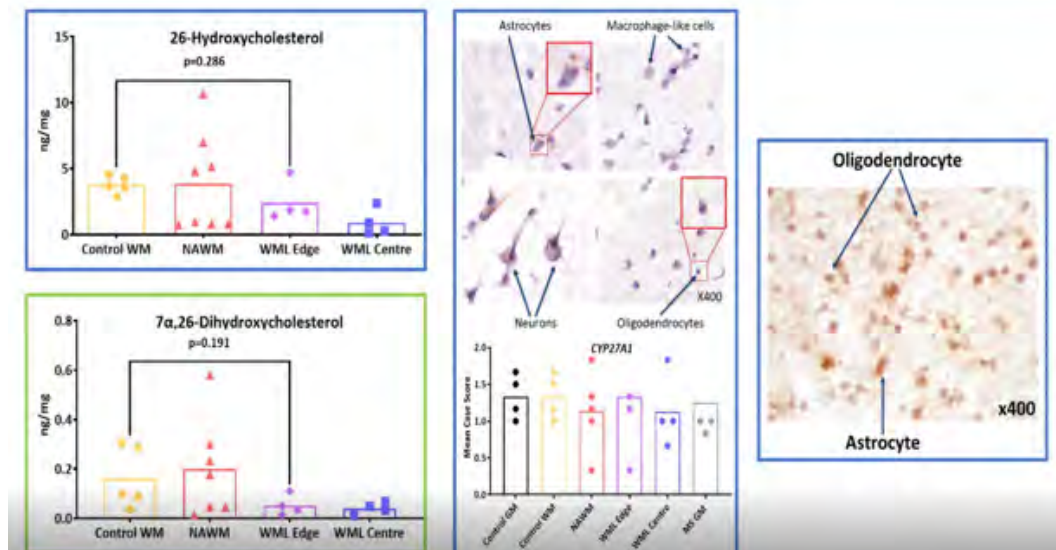 26-Hydroxycholesterol
p=0.286
15
10
5
0
ng/mg
Control WM
NAWM
WML Edge
WML Centre
7α,26-Dihydroxycholesterol
p=0.191
0.8
0.6
0.4
0.2
0.0
ng/mg
Control WM
NAWM
WML Edge
WML Centre
Astrocytes
Macrophage-like cells
X400
Neurons
Oligodendrocytes
CYP27A1
2.0
1.5
1.0
0.5
0.0
Mean Case Score
Control GM
Control WM
NAWM
WML Edge
WML Centre
MS GM
Oligodendrocyte
x400
Astrocyte